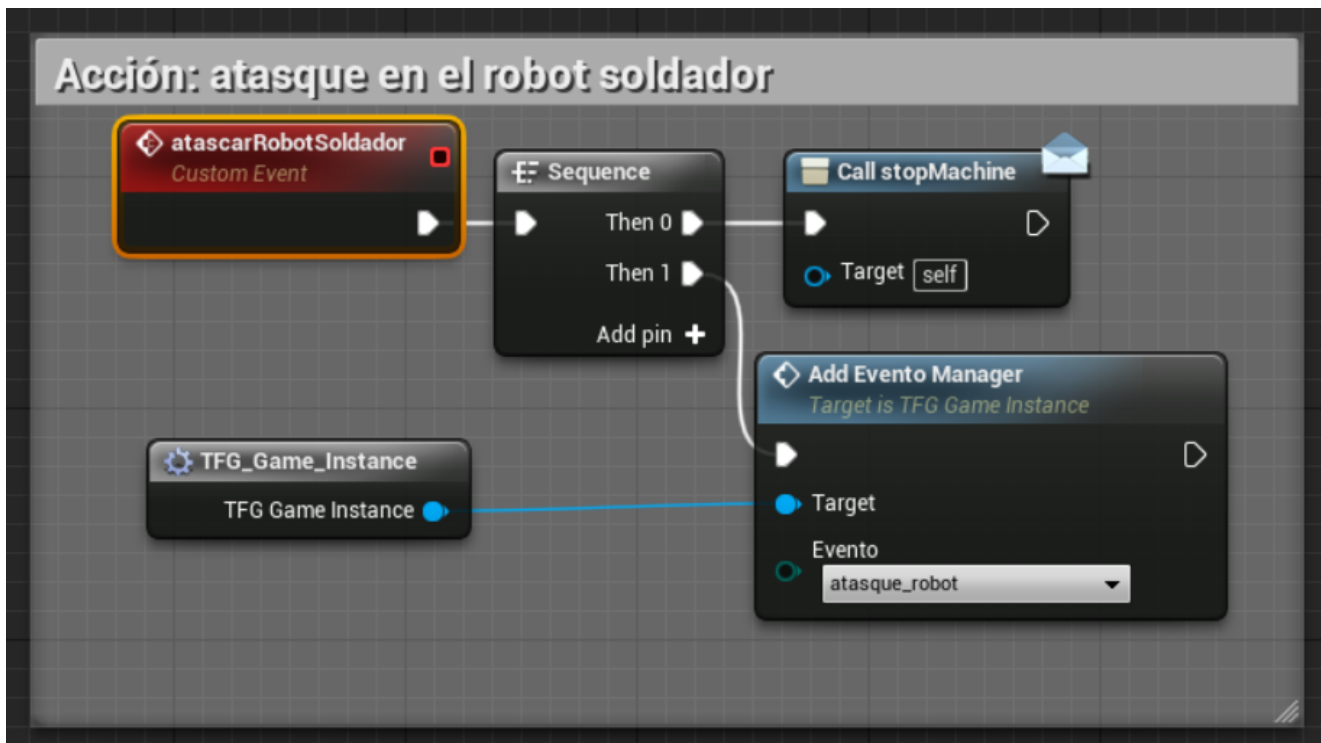 Acción: atasque en el robot soldador
atascarRobotSoldador
Custom Event
Sequence
Then 0
Then 1
Add pin
Call stopMachine
Target self
Add Evento Manager
Target is TFG Game Instance
Target
Evento
atasque_robot
TFG_Game_Instance
TFG Game Instance